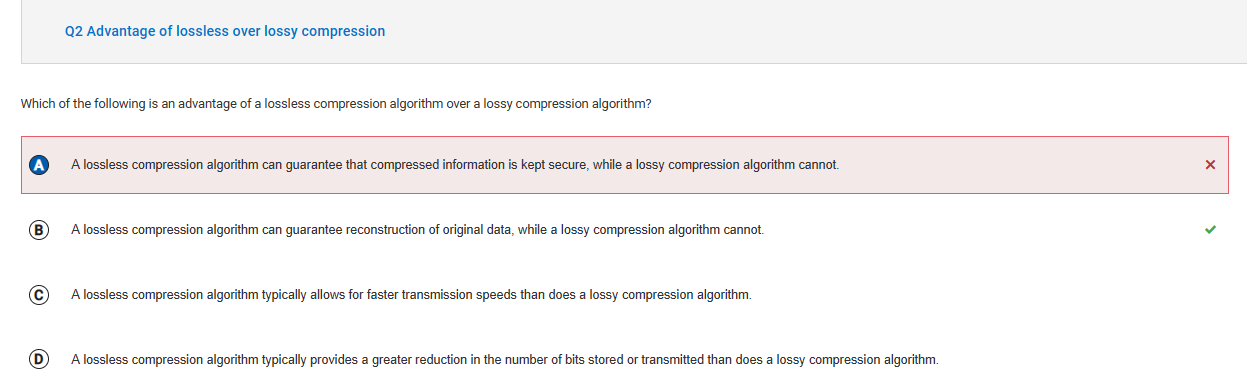 Q2 Advantage of lossless over lossy compression
Which of the following is an advantage of a lossless compression algorithm over a lossy compression algorithm?
A A lossless compression algorithm can guarantee that compressed information is kept secure, while a lossy compression algorithm cannot.
B A lossless compression algorithm can guarantee reconstruction of original data, while a lossy compression algorithm cannot.
C A lossless compression algorithm typically allows for faster transmission speeds than does a lossy compression algorithm.
D A lossless compression algorithm typically provides a greater reduction in the number of bits stored or transmitted than does a lossy compression algorithm.